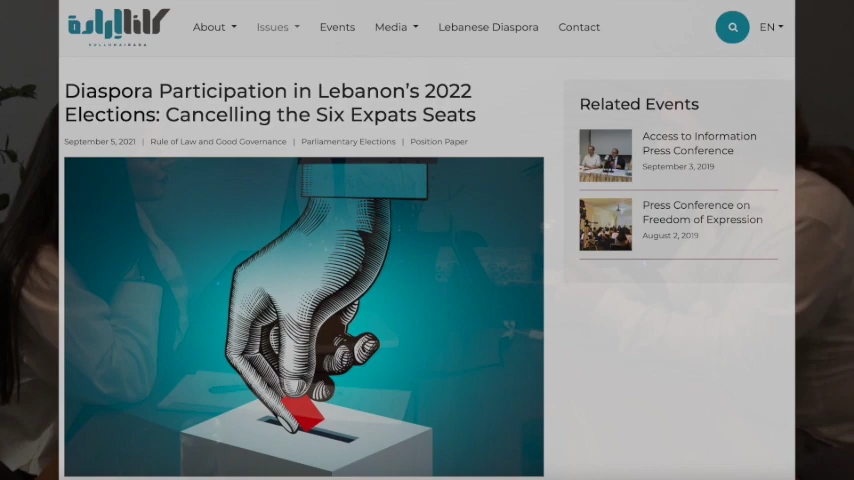 كلنا إرادة
KULLUNAIRADA
About
Issues
Events
Media
Lebanese Diaspora
Contact
EN
Diaspora Participation in Lebanon's 2022
Elections: Cancelling the Six Expats Seats
September 5, 2021 | Rule of Law and Good Governance | Parliamentary Elections | Position Paper
Related Events
Access to Information
Press Conference
September 3, 2019
Press Conference on
Freedom of Expression
August 2, 2019